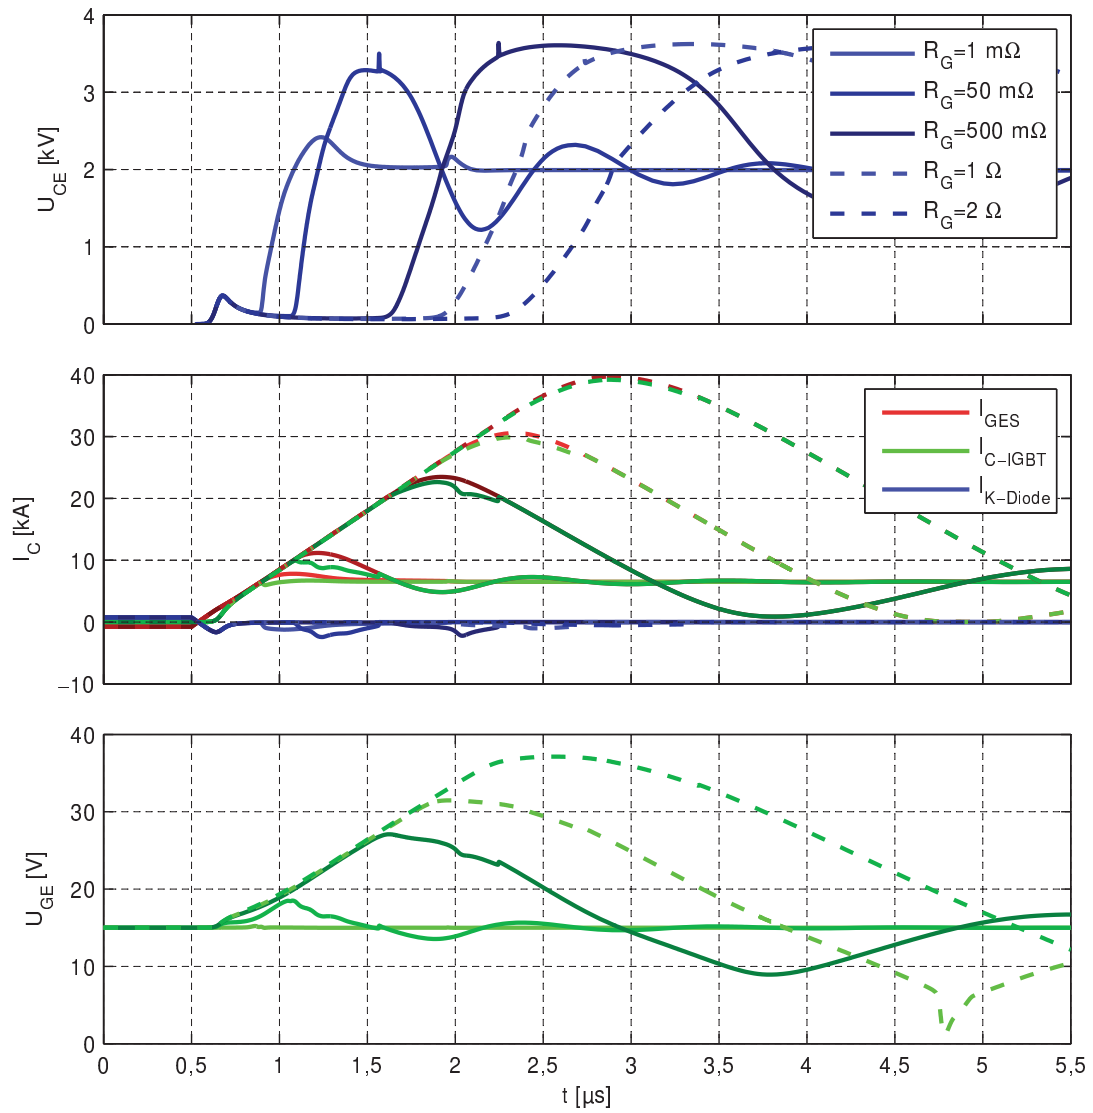 4
3
2
1
0
U_CE [kV]
R_G=1 mΩ
R_G=50 mΩ
R_G=500 mΩ
R_G=1 Ω
R_G=2 Ω
40
30
20
10
0
−10
I_C [kA]
I_GES
I_C−IGBT
I_K−Diode
40
30
20
10
0
U_GE [V]
0 0,5 1 1,5 2 2,5 3 3,5 4 4,5 5 5,5
t [µs]